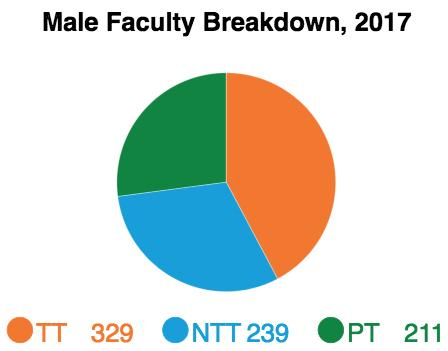 Male Faculty Breakdown, 2017
TT 329 NTT 239 PT 211